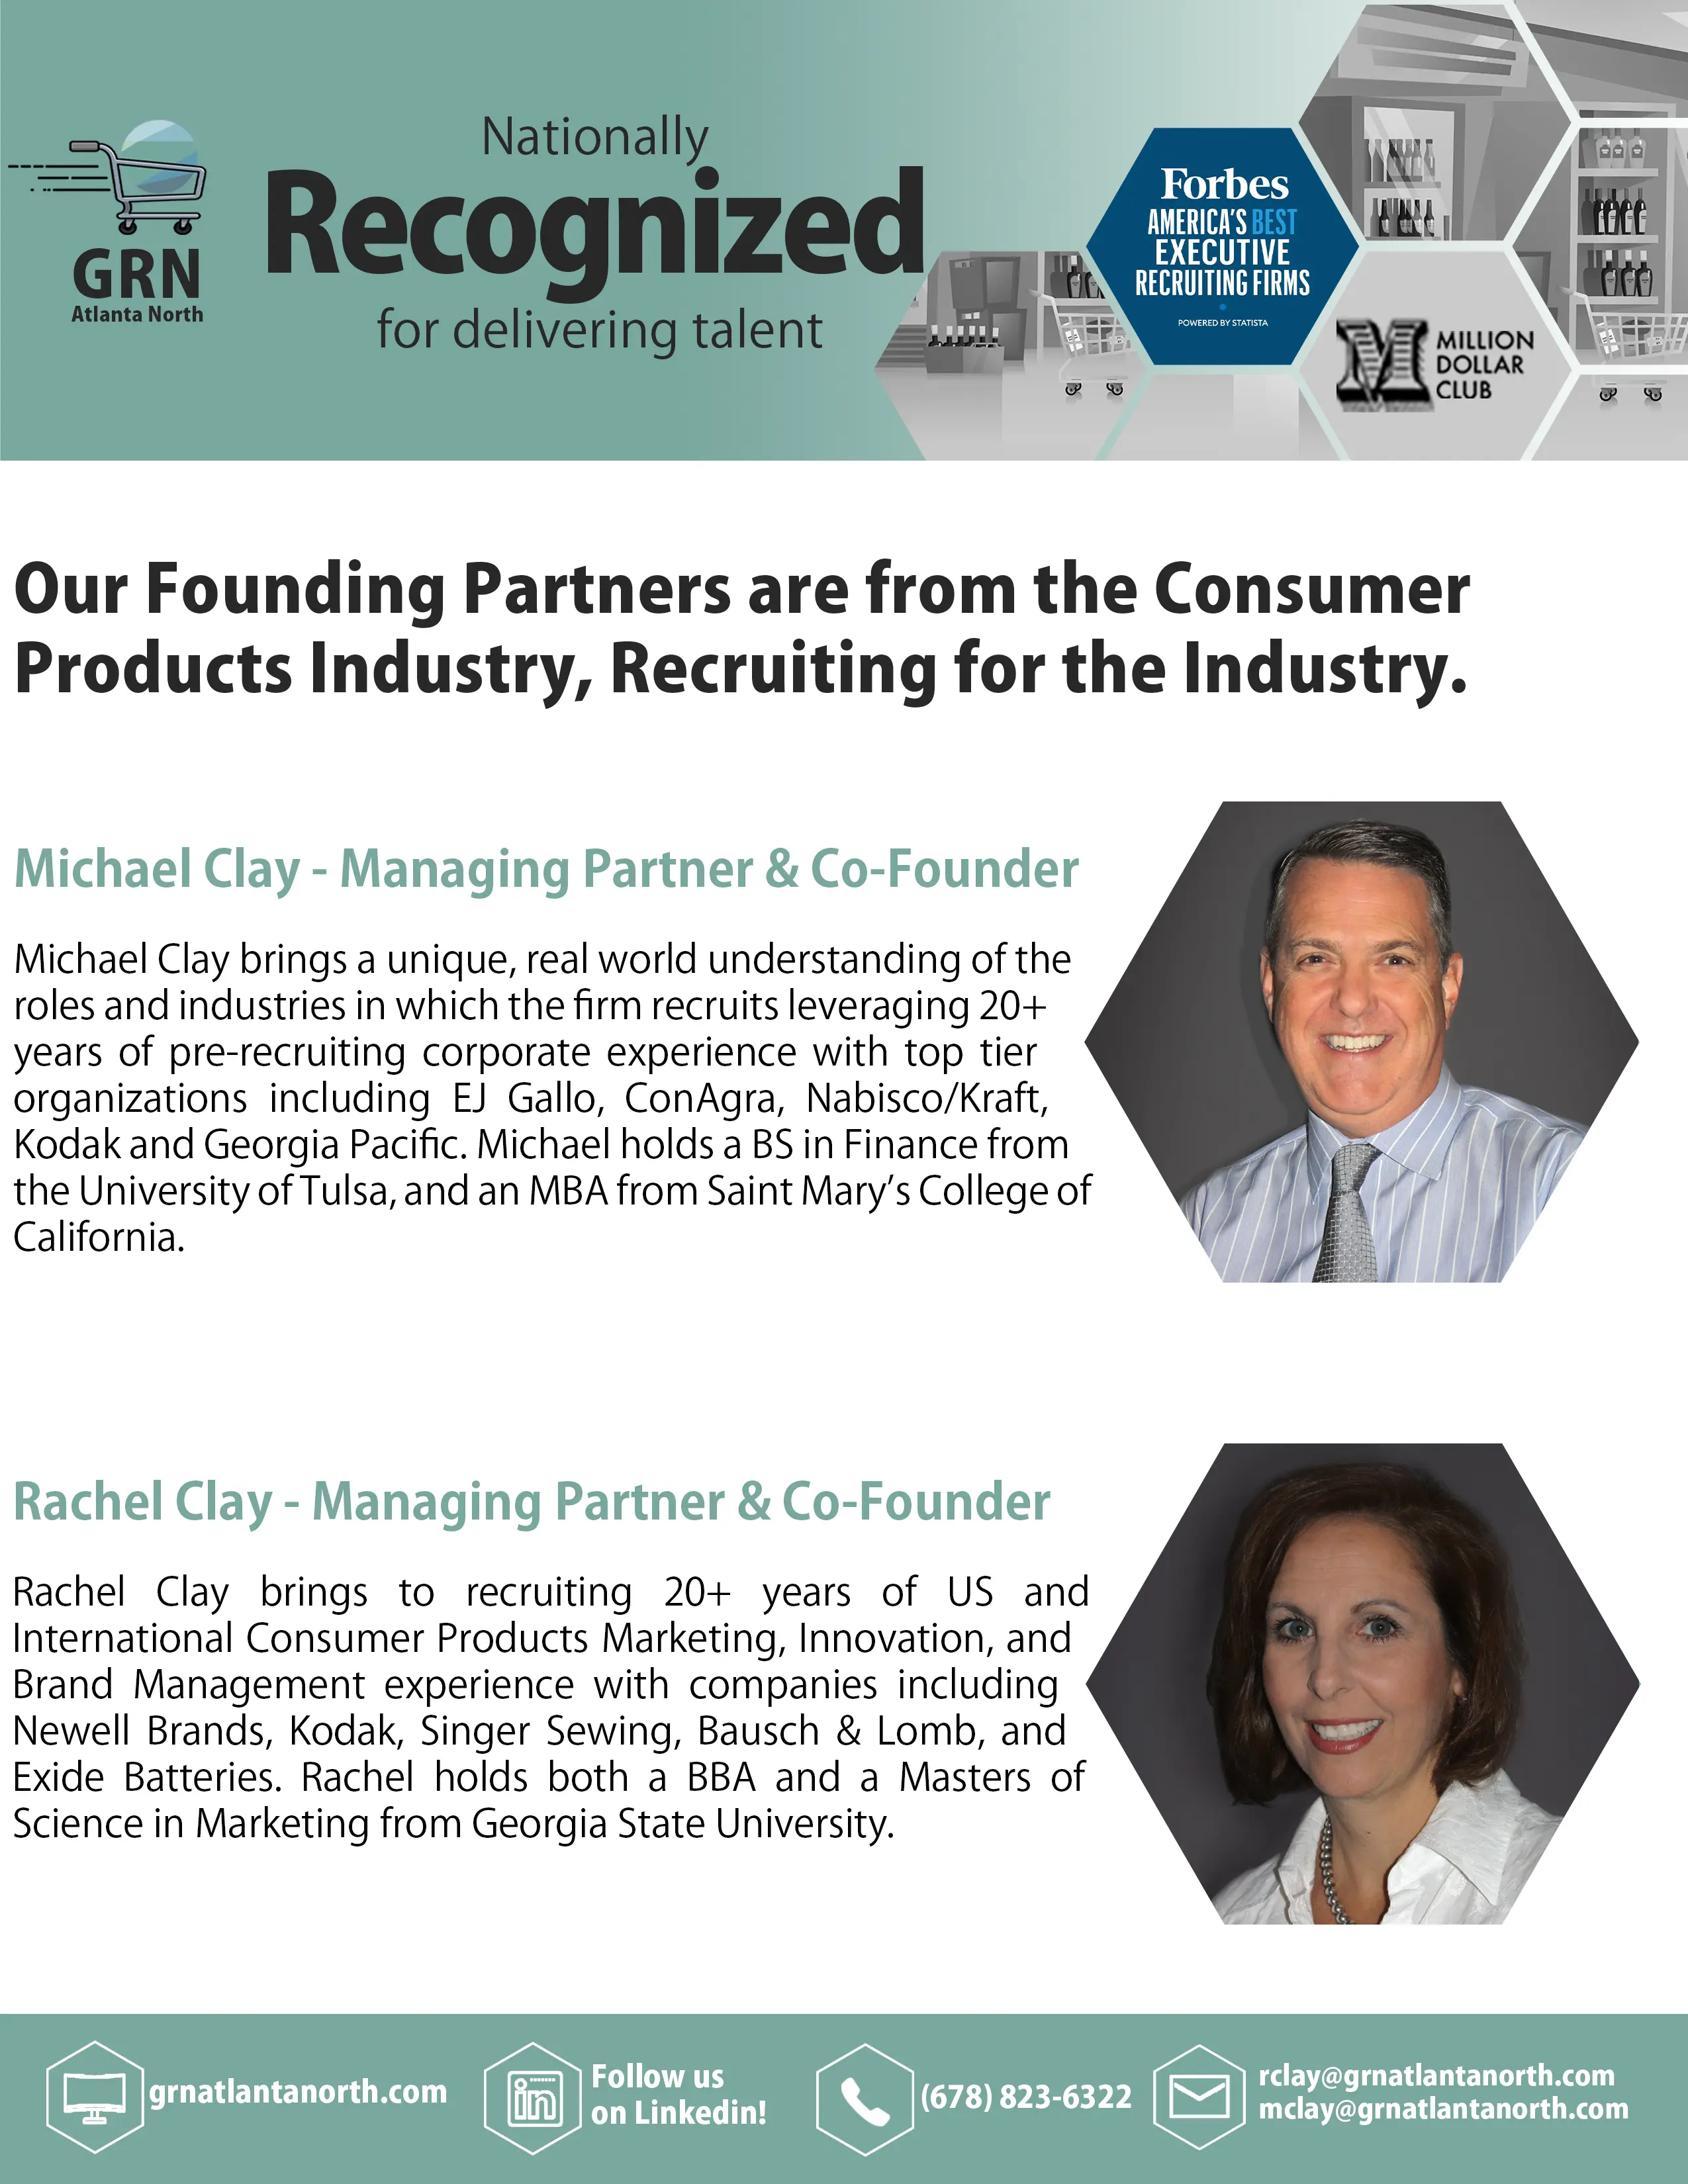 GRN
Atlanta North
Nationally
Recognized
for delivering talent
Forbes
AMERICA'S BEST
EXECUTIVE
RECRUITING FIRMS
POWERED BY STATISTA
M MILLION
DOLLAR
CLUB
Our Founding Partners are from the Consumer
Products Industry, Recruiting for the Industry.
Michael Clay - Managing Partner & Co-Founder
Michael Clay brings a unique, real world understanding of the
roles and industries in which the firm recruits leveraging 20+
years of pre-recruiting corporate experience with top tier
organizations including EJ Gallo, ConAgra, Nabisco/Kraft,
Kodak and Georgia Pacific. Michael holds a BS in Finance from
the University of Tulsa, and an MBA from Saint Mary's College of
California.
Rachel Clay - Managing Partner & Co-Founder
Rachel Clay brings to recruiting 20+ years of US and
International Consumer Products Marketing, Innovation, and
Brand Management experience with companies including
Newell Brands, Kodak, Singer Sewing, Bausch & Lomb, and
Exide Batteries. Rachel holds both a BBA and a Masters of
Science in Marketing from Georgia State University.
grnatlantanorth.com
in
Follow us
on Linkedin!
(678) 823-6322
rclay@grnatlantanorth.com
mclay@grnatlantanorth.com